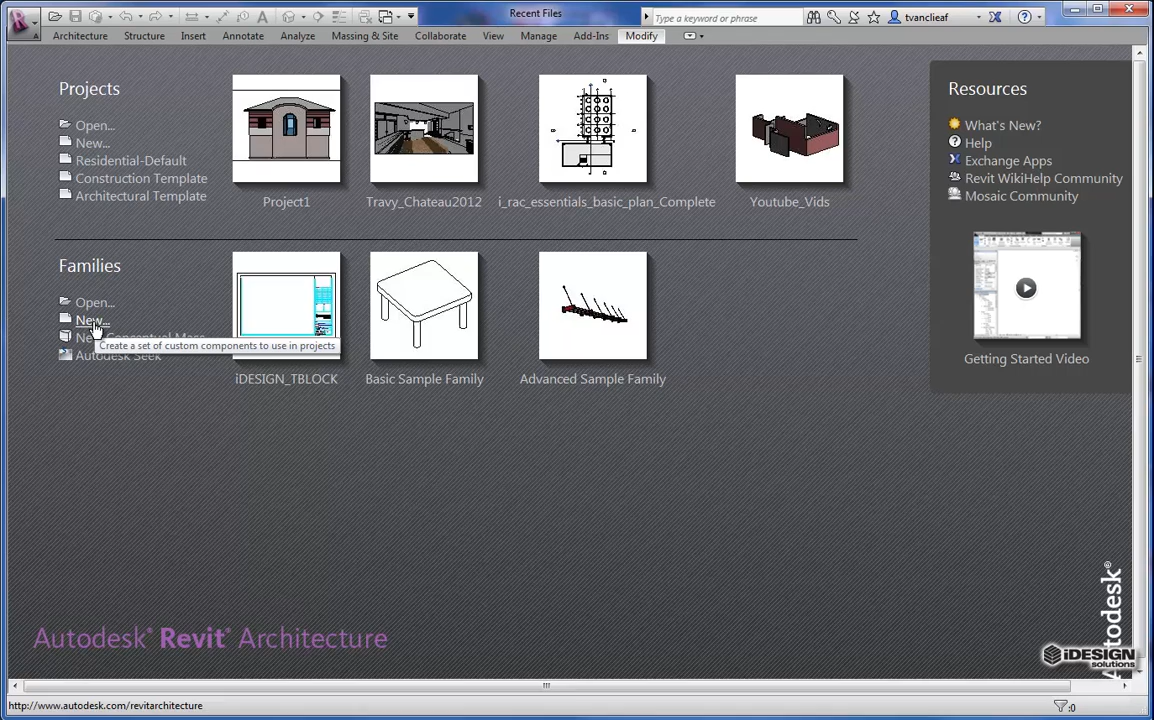 Recent Files
Type a keyword or phrase
tvanclieaf
Architecture
Structure
Insert
Annotate
Analyze
Massing & Site
Collaborate
View
Manage
Add-Ins
Modify
Projects
Open...
New...
Residential-Default
Construction Template
Architectural Template
Project1
Travy_Chateau2012
i_rac_essentials_basic_plan_Complete
Youtube_Vids
Resources
What's New?
Help
Exchange Apps
Revit WikiHelp Community
Mosaic Community
Getting Started Video
Families
Open...
New...
Create a set of custom components to use in projects
Autodesk Seek
iDESIGN_TBLOCK
Basic Sample Family
Advanced Sample Family
Autodesk® Revit® Architecture
iDESIGN
solutions
http://www.autodesk.com/revitarchitecture
:0